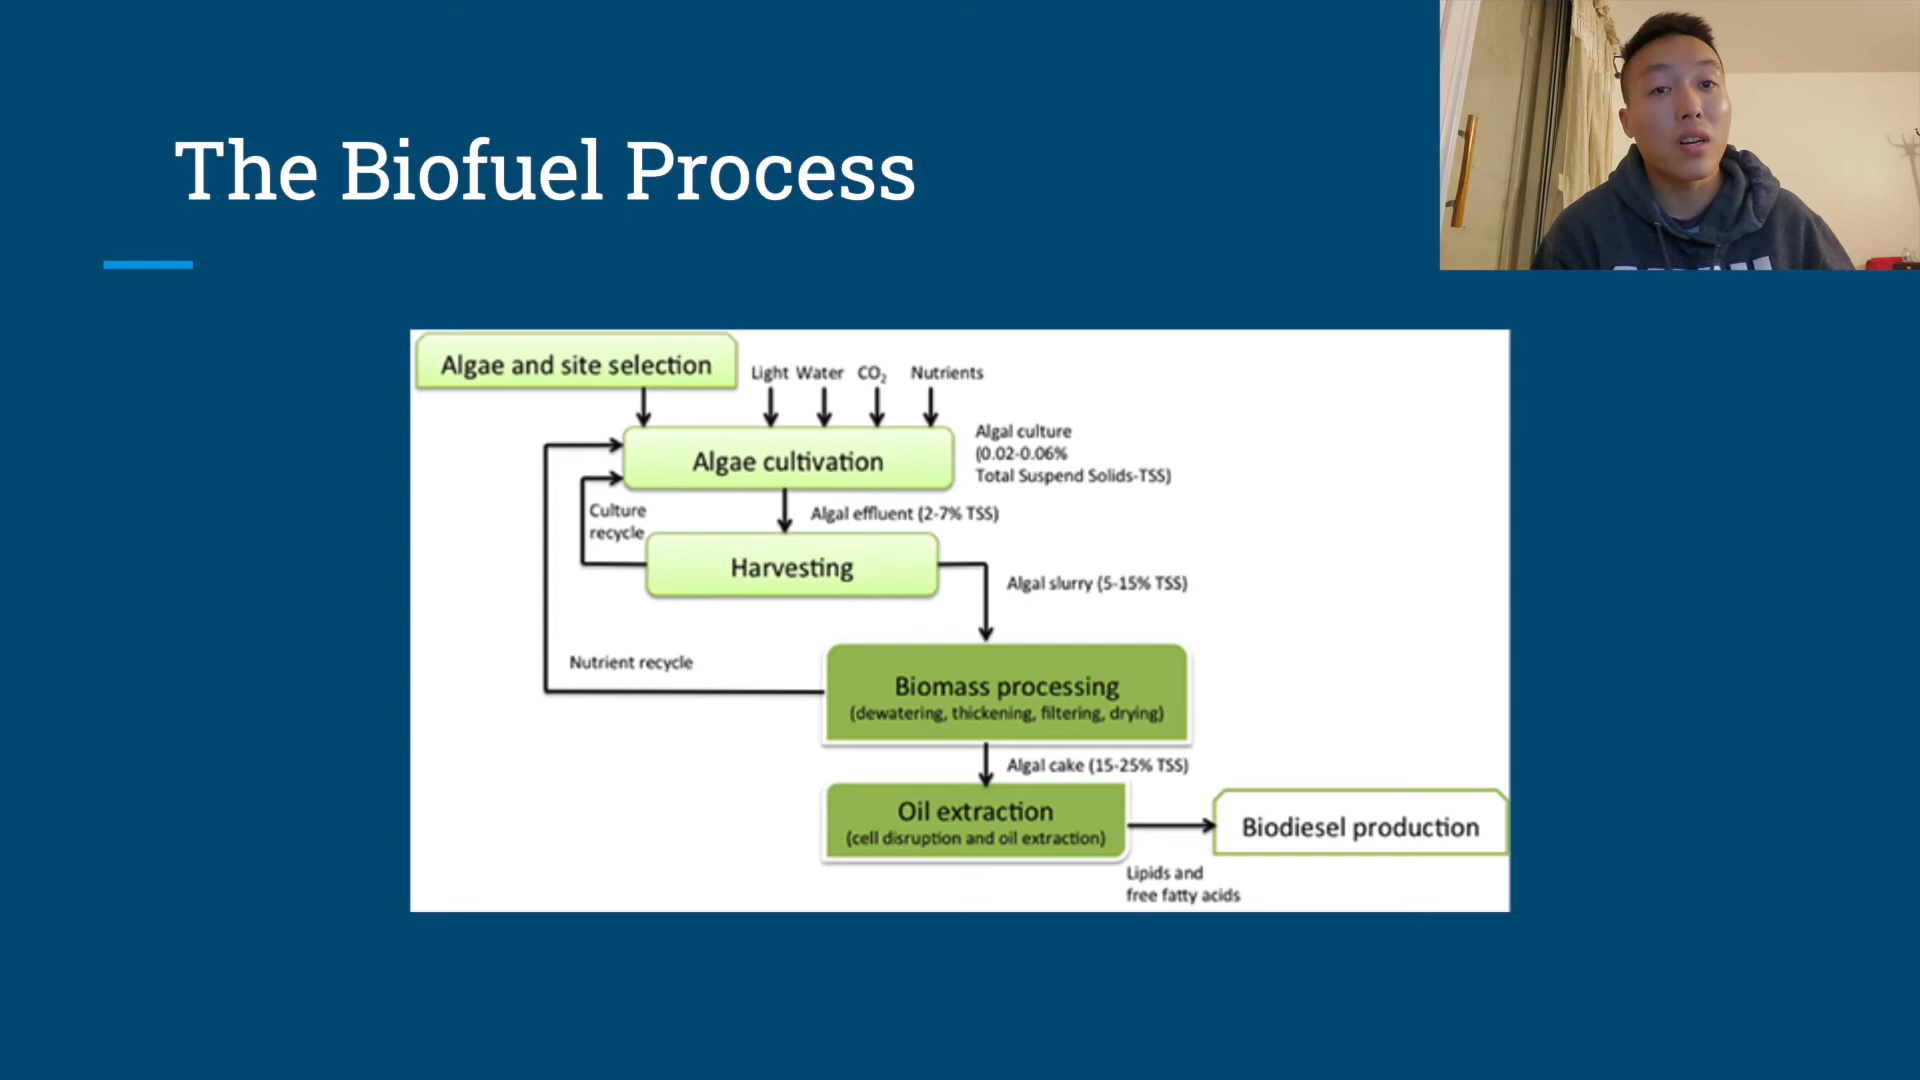 The Biofuel Process
Algae and site selection
Light Water CO₂ Nutrients
Algae cultivation
Algal culture
(0.02-0.06%
Total Suspend Solids-TSS)
Culture
recycle
Algal effluent (2-7% TSS)
Harvesting
Algal slurry (5-15% TSS)
Nutrient recycle
Biomass processing
(dewatering, thickening, filtering, drying)
Algal cake (15-25% TSS)
Oil extraction
(cell disruption and oil extraction)
Biodiesel production
Lipids and
free fatty acids